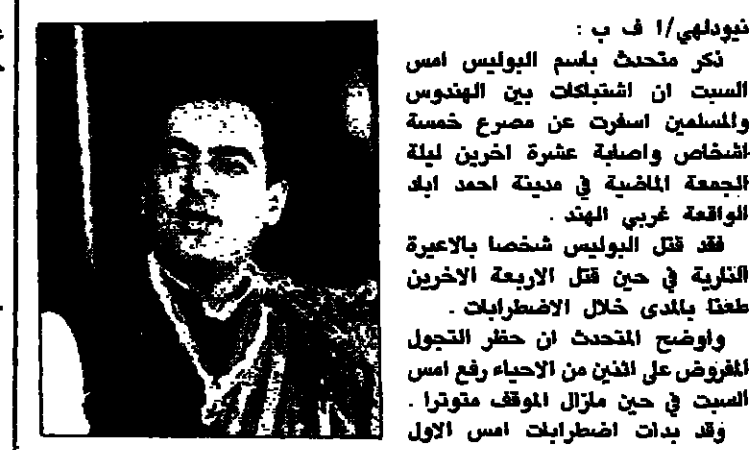 نيودلهي/ا ف ب :
ذكر متحدث باسم البوليس امس
السبت ان اشتباكات بين الهندوس
والمسلمين اسفرت عن مصرع خمسة
اشخاص واصابة عشرة اخرين ليلة
الجمعة الماضية في مدينة احمد اباد
الواقعة غربي الهند .
فقد قتل البوليس شخصا بالاعيرة
النارية في حين قتل الاربعة الاخرين
طعنا بالمدى خلال الاضطرابات .
واوضح المتحدث ان حظر التجول
المفروض على اثنين من الاحياء رفع امس
السبت في حين مازال الموقف متوترا .
وقد بدات اضطرابات امس الاول